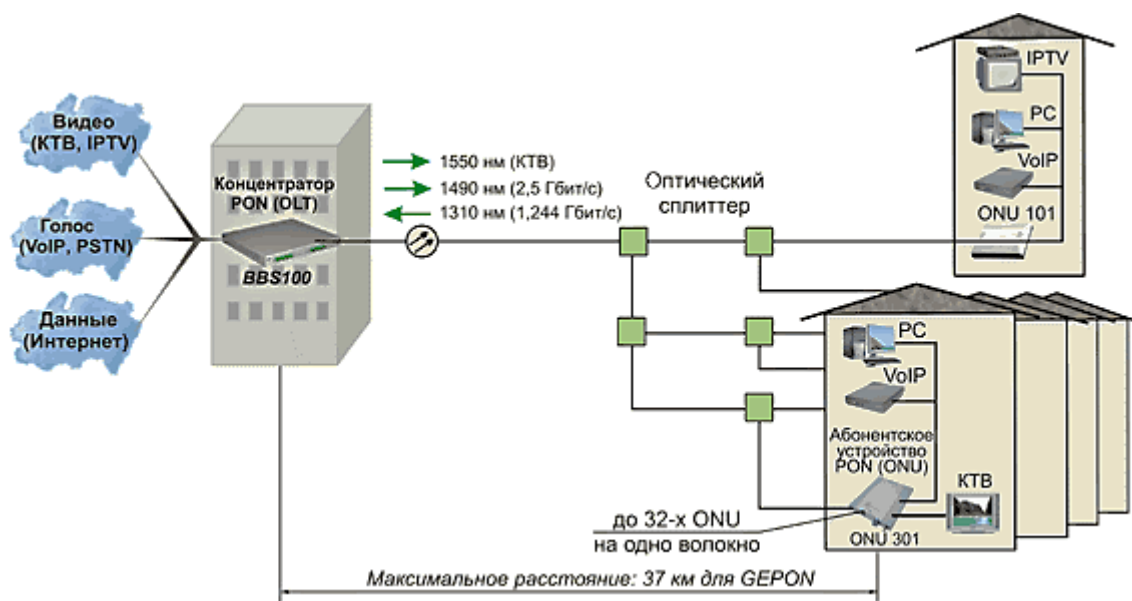 Видео
(КТВ, IPTV)
Голос
(VoIP, PSTN)
Данные
(Интернет)
Концентратор
PON (OLT)
BBS100
1550 нм (КТВ)
1490 нм (2,5 Гбит/с)
1310 нм (1,244 Гбит/с)
Оптический
сплиттер
IPTV
PC
VoIP
ONU 101
PC
VoIP
Абонентское
устройство
PON (ONU)
КТВ
ONU 301
до 32-х ONU
на одно волокно
Максимальное расстояние: 37 км для GEPON